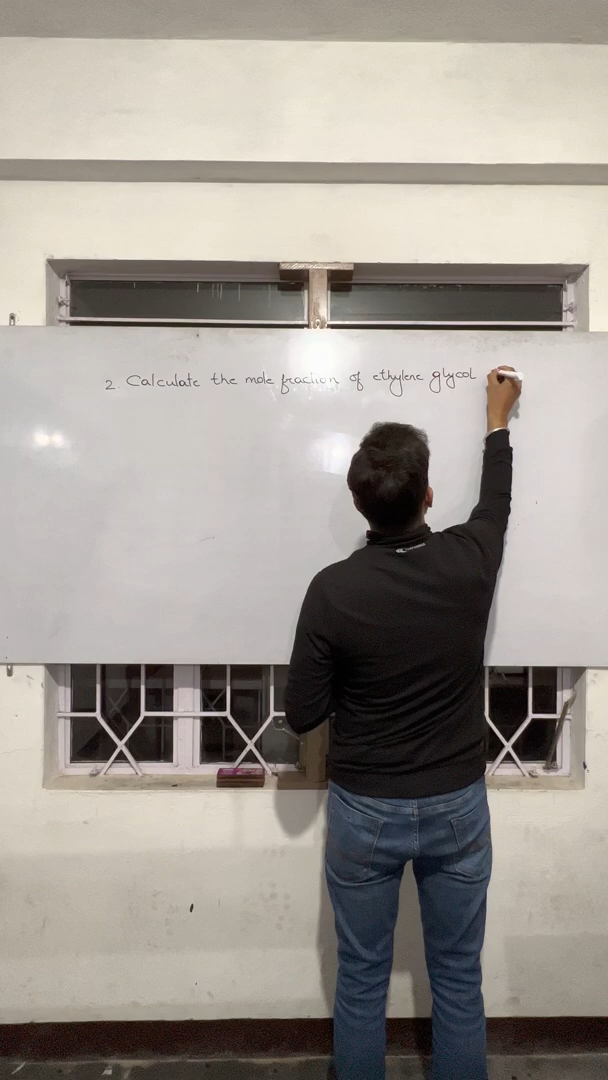 2. Calculate the mole fraction of ethylene glycol